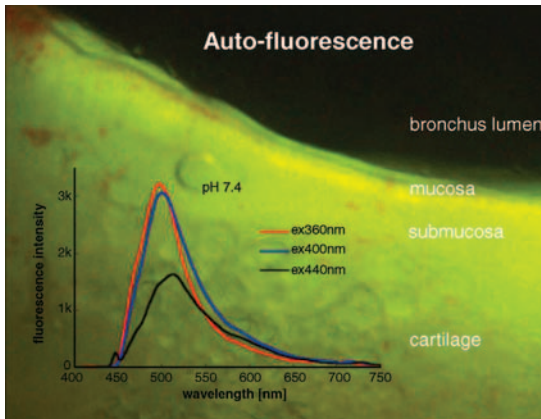 Auto-fluorescence
bronchus lumen
mucosa
submucosa
cartilage
pH 7.4
ex360nm
ex400nm
ex440nm
fluorescence intensity
3k
2k
1k
0
400 450 500 550 600 650 700 750
wavelength [nm]